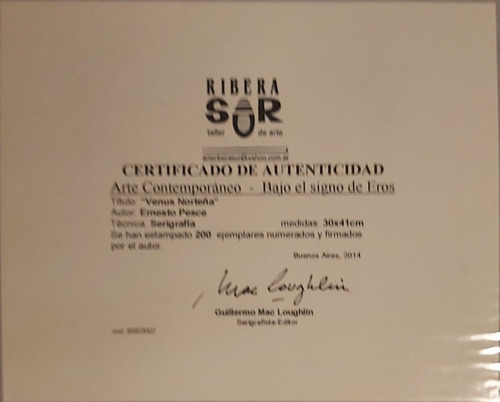 RIBERA
SUR
taller de arte
CERTIFICADO DE AUTENTICIDAD
Arte Contemporáneo - Bajo el signo de Eros
Título: "Venus Norteña"
Autor: Ernesto Pesce
Técnica: Serigrafía medidas 30x41cm
Se han estampado 200 ejemplares numerados y firmados
por el autor.
Buenos Aires, 2014
Mac Loughlin
Guillermo Mac Loughlin
Serigrafista-Editor